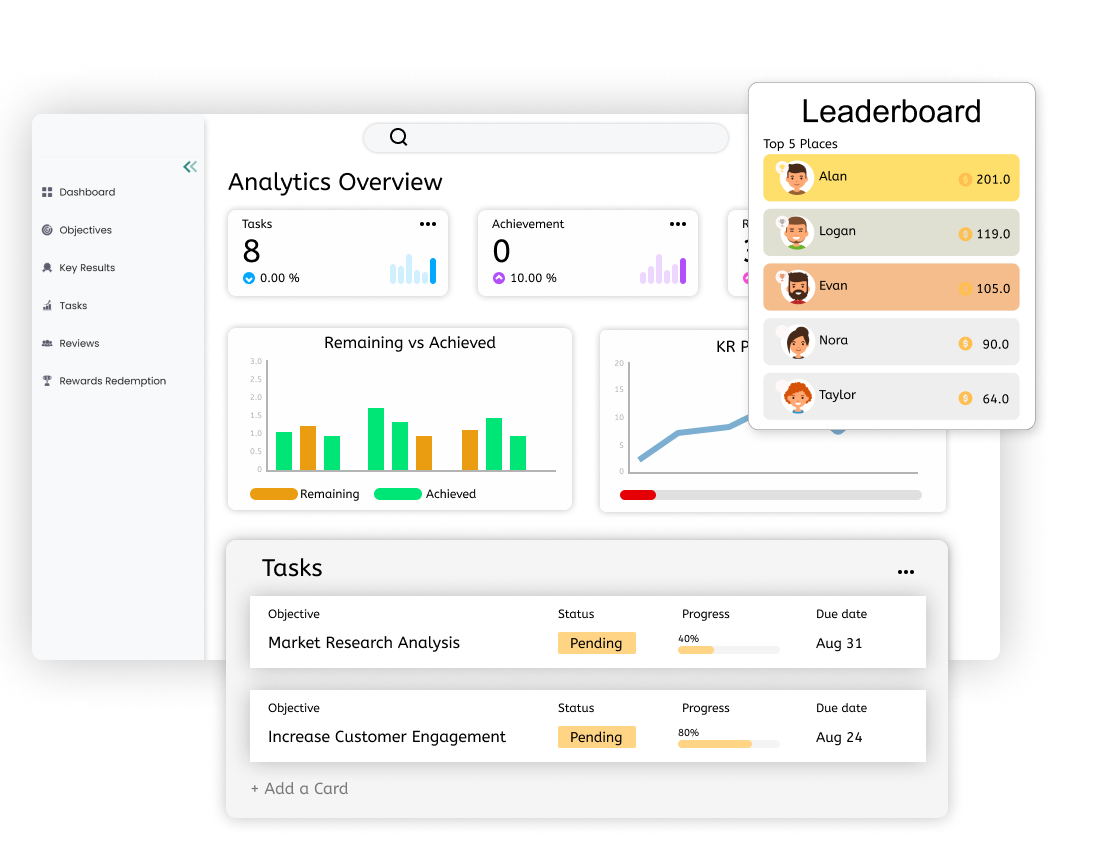 Dashboard
Objectives
Key Results
Tasks
Reviews
Rewards Redemption
Analytics Overview
Tasks
8
0.00 %
Achievement
0
10.00 %
R
Remaining vs Achieved
3.0
2.5
2.0
1.5
1.0
0.5
0
Remaining
Achieved
KR P
20
15
10
5
0
Leaderboard
Top 5 Places
Alan 201.0
Logan 119.0
Evan 105.0
Nora 90.0
Taylor 64.0
Tasks
Objective Status Progress Due date
Market Research Analysis Pending 40% Aug 31
Objective Status Progress Due date
Increase Customer Engagement Pending 80% Aug 24
+ Add a Card